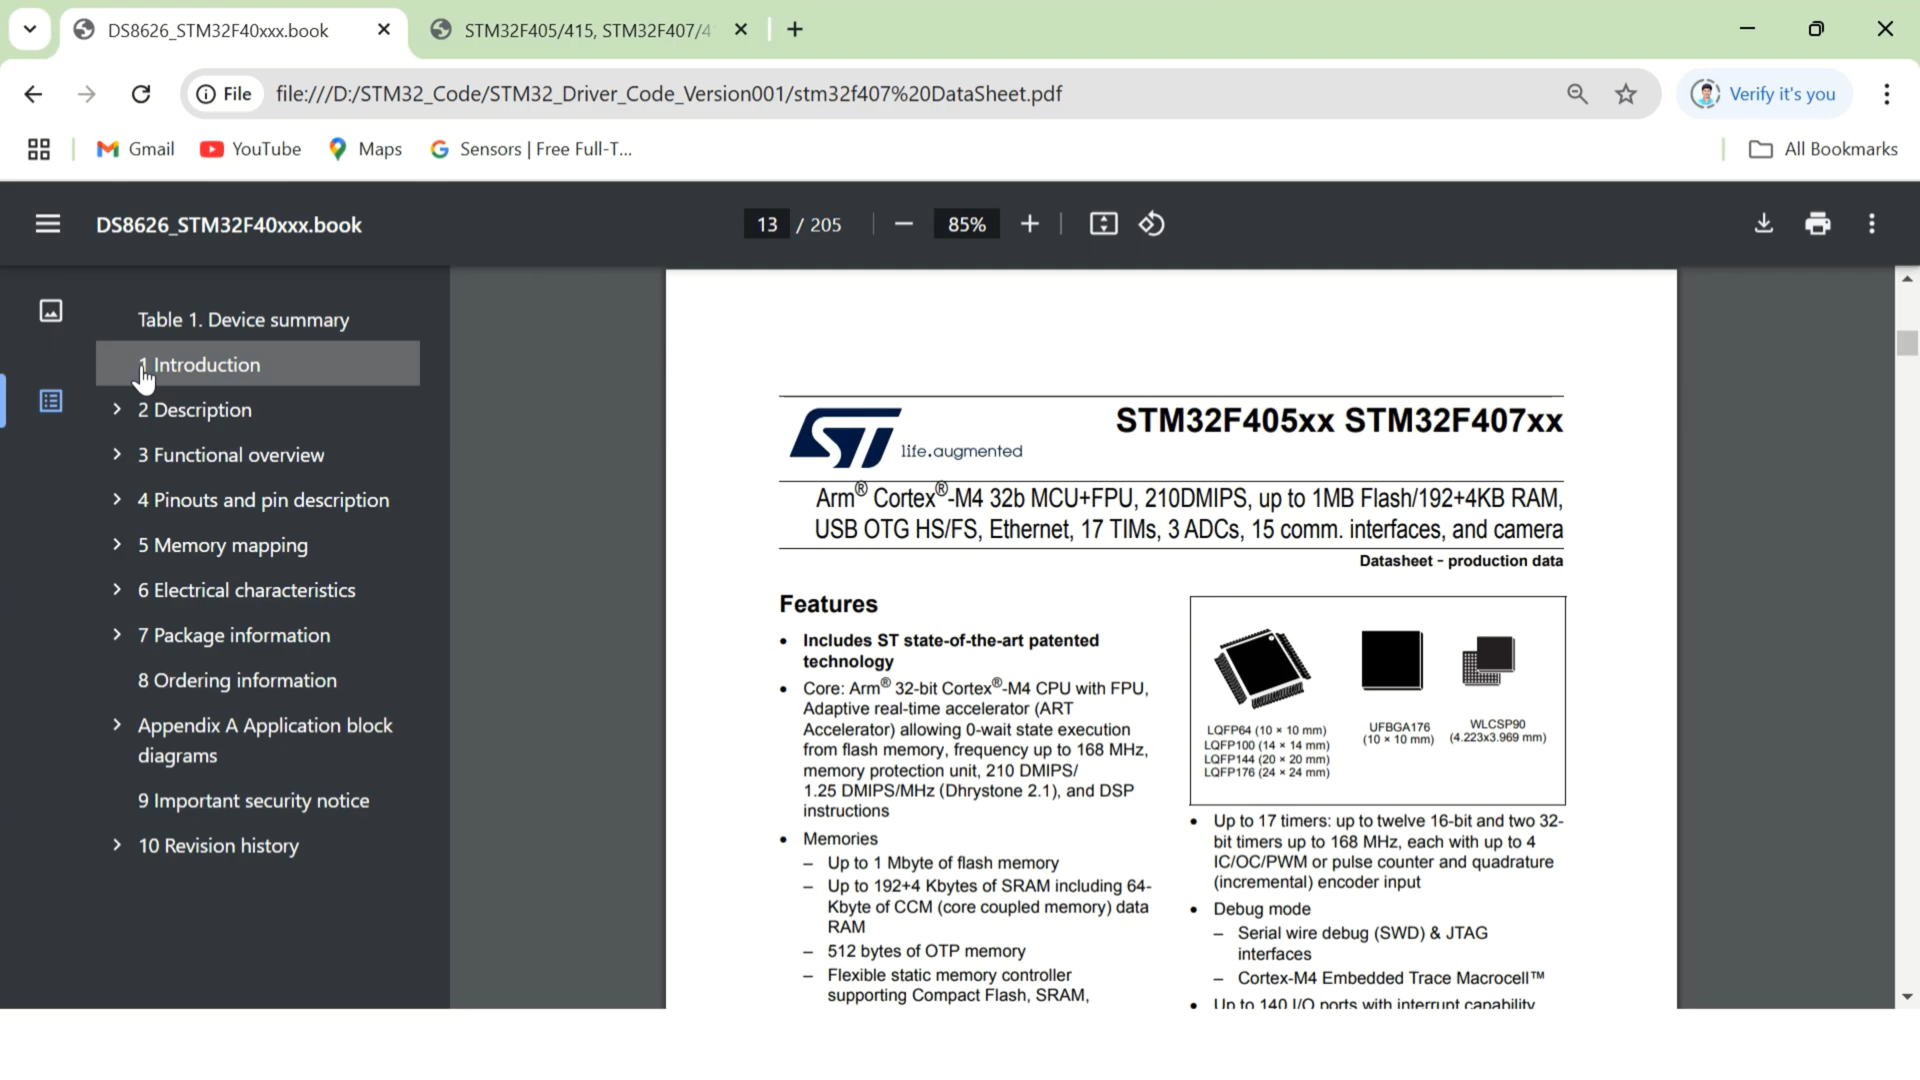 DS8626_STM32F40xxx.book
STM32F405/415, STM32F407/4
File
file:///D:/STM32_Code/STM32_Driver_Code_Version001/stm32f407%20DataSheet.pdf
Verify it's you
Gmail
YouTube
Maps
Sensors | Free Full-T...
All Bookmarks
DS8626_STM32F40xxx.book
13 / 205
85%
Table 1. Device summary
1 Introduction
2 Description
3 Functional overview
4 Pinouts and pin description
5 Memory mapping
6 Electrical characteristics
7 Package information
8 Ordering information
Appendix A Application block
diagrams
9 Important security notice
10 Revision history
ST
life.augmented
STM32F405xx STM32F407xx
Arm® Cortex®-M4 32b MCU+FPU, 210DMIPS, up to 1MB Flash/192+4KB RAM,
USB OTG HS/FS, Ethernet, 17 TIMs, 3 ADCs, 15 comm. interfaces, and camera
Datasheet - production data
Features
• Includes ST state-of-the-art patented
technology
• Core: Arm® 32-bit Cortex®-M4 CPU with FPU,
Adaptive real-time accelerator (ART
Accelerator) allowing 0-wait state execution
from flash memory, frequency up to 168 MHz,
memory protection unit, 210 DMIPS/
1.25 DMIPS/MHz (Dhrystone 2.1), and DSP
instructions
• Memories
– Up to 1 Mbyte of flash memory
– Up to 192+4 Kbytes of SRAM including 64-
Kbyte of CCM (core coupled memory) data
RAM
– 512 bytes of OTP memory
– Flexible static memory controller
supporting Compact Flash, SRAM,
LQFP64 (10 × 10 mm)
LQFP100 (14 × 14 mm)
LQFP144 (20 × 20 mm)
LQFP176 (24 × 24 mm)
UFBGA176
(10 × 10 mm)
WLCSP90
(4.223x3.969 mm)
• Up to 17 timers: up to twelve 16-bit and two 32-
bit timers up to 168 MHz, each with up to 4
IC/OC/PWM or pulse counter and quadrature
(incremental) encoder input
• Debug mode
– Serial wire debug (SWD) & JTAG
interfaces
– Cortex-M4 Embedded Trace Macrocell™
• Up to 140 I/O ports with interrupt capability